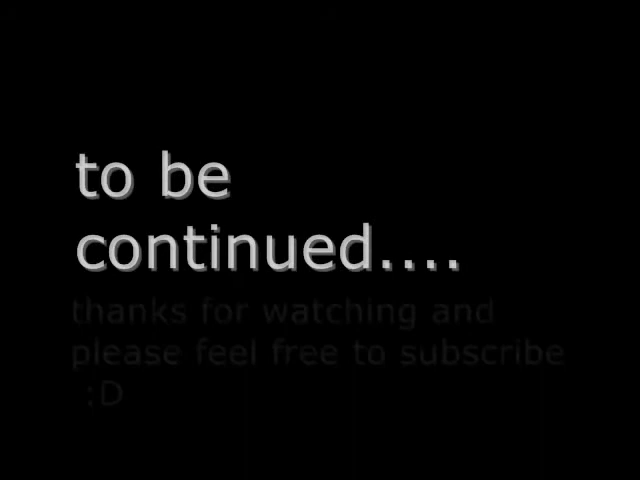 to be
continued....
thanks for watching and
please feel free to subscribe
:D